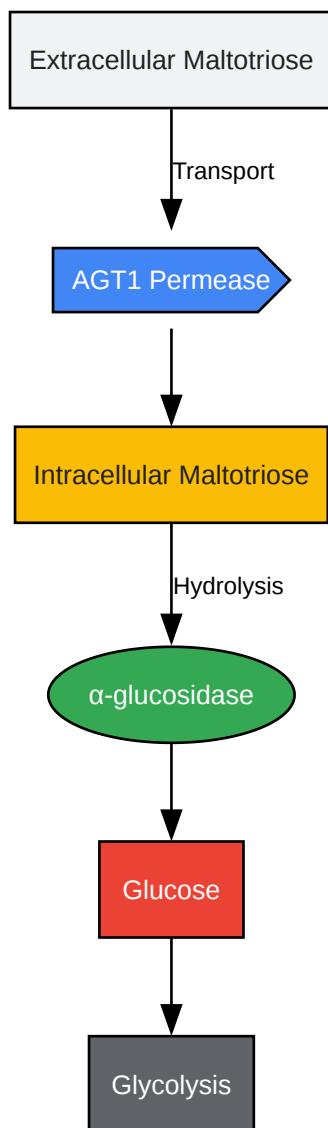 Extracellular Maltotriose
Transport
AGT1 Permease
Intracellular Maltotriose
Hydrolysis
α-glucosidase
Glucose
Glycolysis